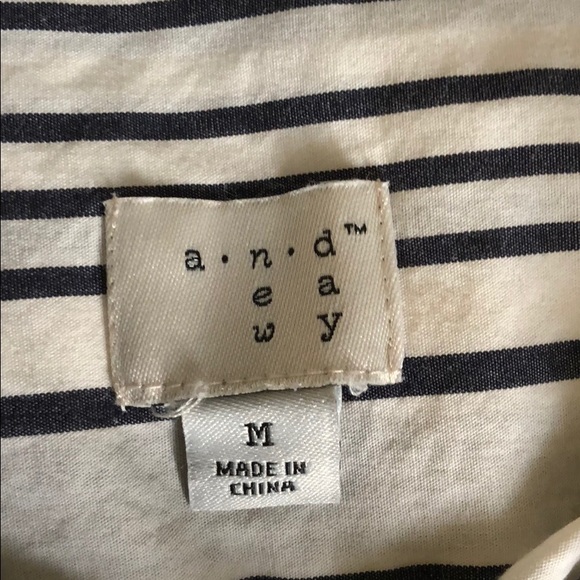 a • n • d™
e a
w y
M
MADE IN
CHINA